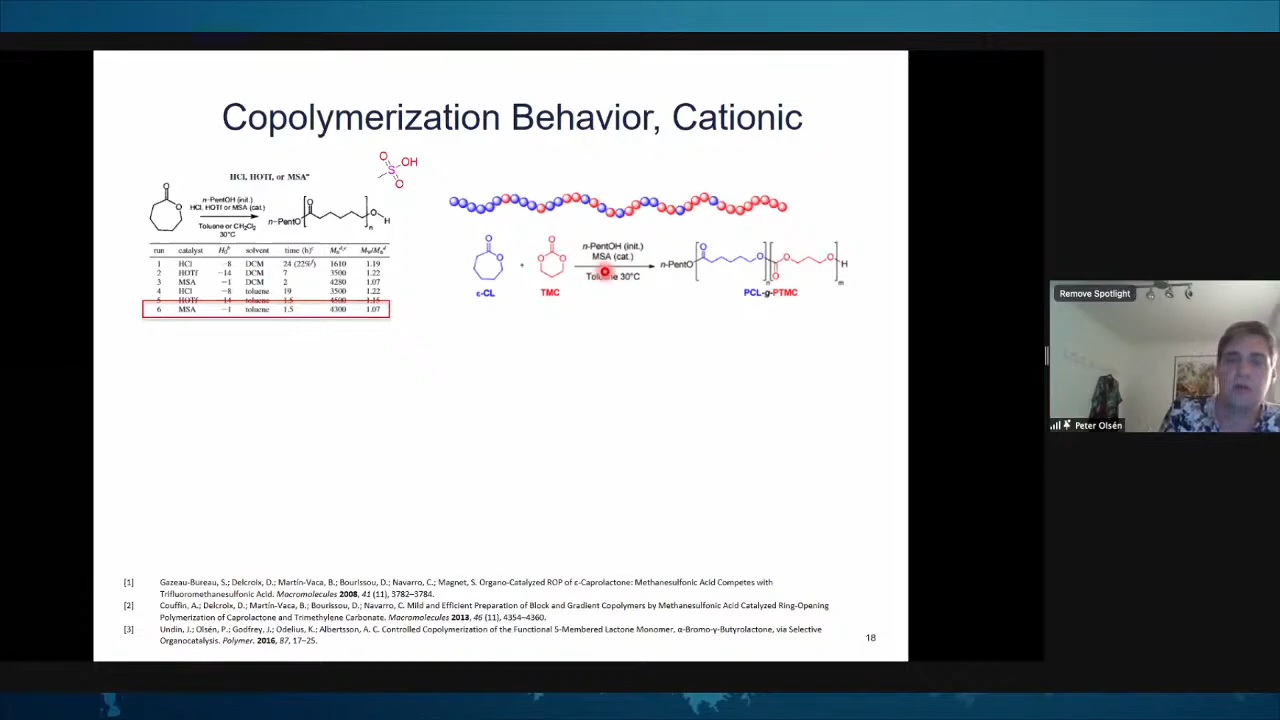 Copolymerization Behavior, Cationic
HCl, HOTf, or MSAª
O
S
OH
O
O
O
n-PentOH (init.)
HCl, HOTf or MSA (cat.)
Toluene or CH₂Cl₂
30°C
n-PentO
O
O
H
n
run catalyst H₀ᵇ solvent time (h)ᶜ
1 HCl −8 DCM 24 (22%ᶠ) 1610 1.19
2 HOTf −14 DCM 7 3500 1.22
3 MSA −1 DCM 2 4280 1.07
4 HCl −8 toluene 19 3500 1.22
5 HOTf −14 toluene 1.5 4500 1.15
6 MSA −1 toluene 1.5 4300 1.07
O
O
ε-CL
+
O
O
O
TMC
n-PentOH (init.)
MSA (cat.)
30°C
n-PentO
O
O
n
O
O
O
H
m
PCL-g-PTMC
[1] Gazeau-Bureau, S.; Delcroix, D.; Martín-Vaca, B.; Bourissou, D.; Navarro, C.; Magnet, S. Organo-Catalyzed ROP of ε-Caprolactone: Methanesulfonic Acid Competes with
Trifluoromethanesulfonic Acid. Macromolecules 2008, 41 (11), 3782–3784.
[2] Couffin, A.; Delcroix, D.; Martín-Vaca, B.; Bourissou, D.; Navarro, C. Mild and Efficient Preparation of Block and Gradient Copolymers by Methanesulfonic Acid Catalyzed Ring-Opening
Polymerization of Caprolactone and Trimethylene Carbonate. Macromolecules 2013, 46 (11), 4354–4360.
[3] Undin, J.; Olsén, P.; Godfrey, J.; Odelius, K.; Albertsson, A. C. Controlled Copolymerization of the Functional 5-Membered Lactone Monomer, α-Bromo-γ-Butyrolactone, via Selective
Organocatalysis. Polymer. 2016, 87, 17–25.
18
Remove Spotlight
Peter Olsén